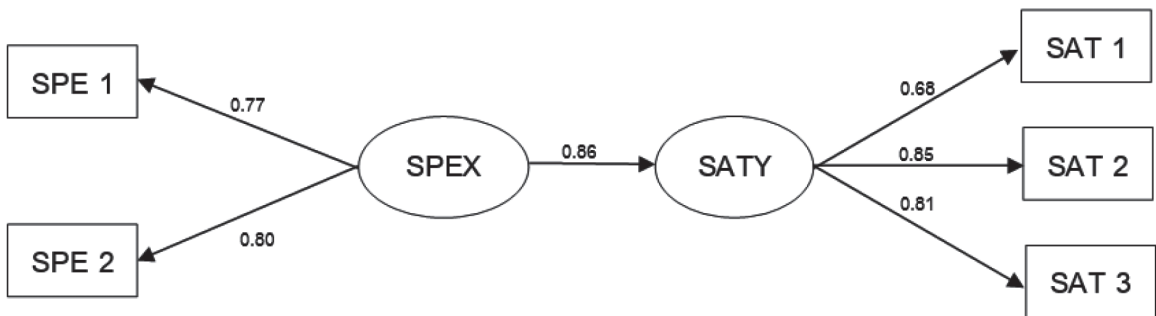 SPE 1
SPE 2
0.77
0.80
SPEX
0.86
SATY
0.68
0.85
0.81
SAT 1
SAT 2
SAT 3